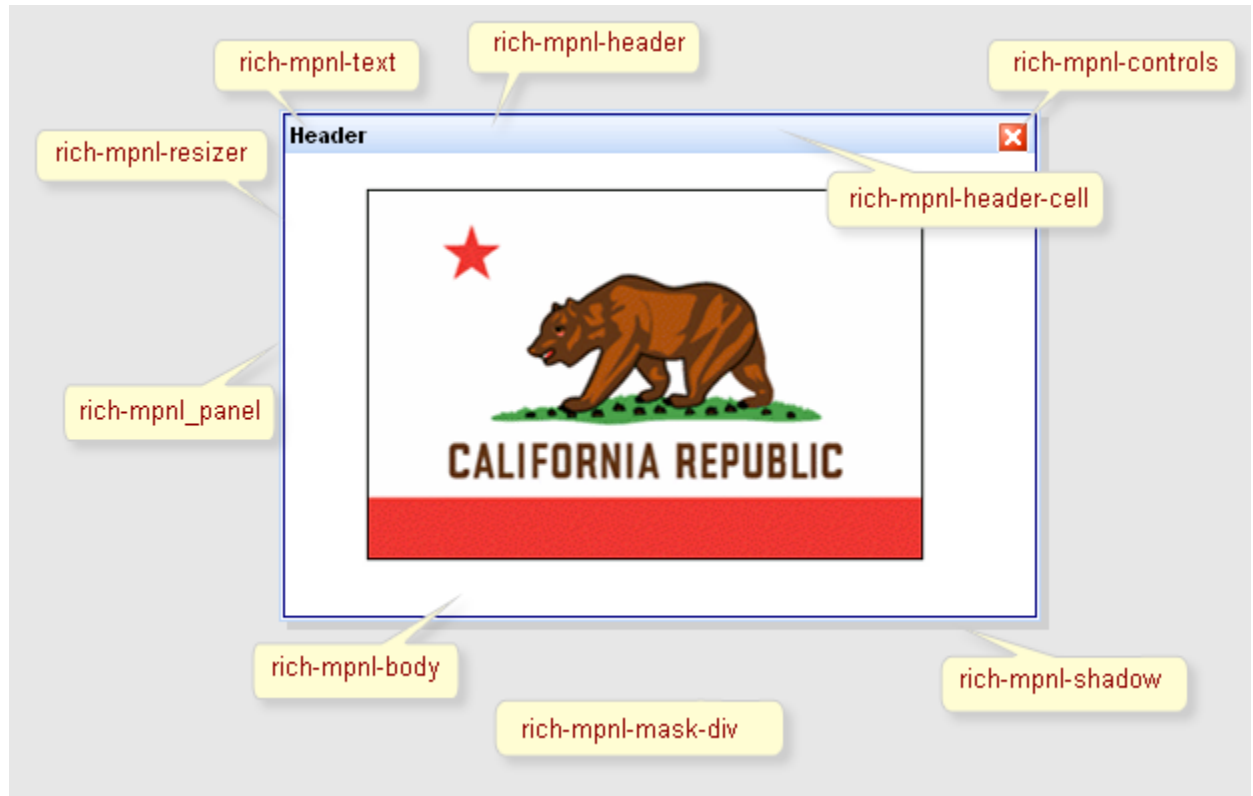 rich-mpnl-header
rich-mpnl-text
rich-mpnl-controls
Header
rich-mpnl-resizer
rich-mpnl-header-cell
rich-mpnl_panel
CALIFORNIA REPUBLIC
rich-mpnl-body
rich-mpnl-shadow
rich-mpnl-mask-div